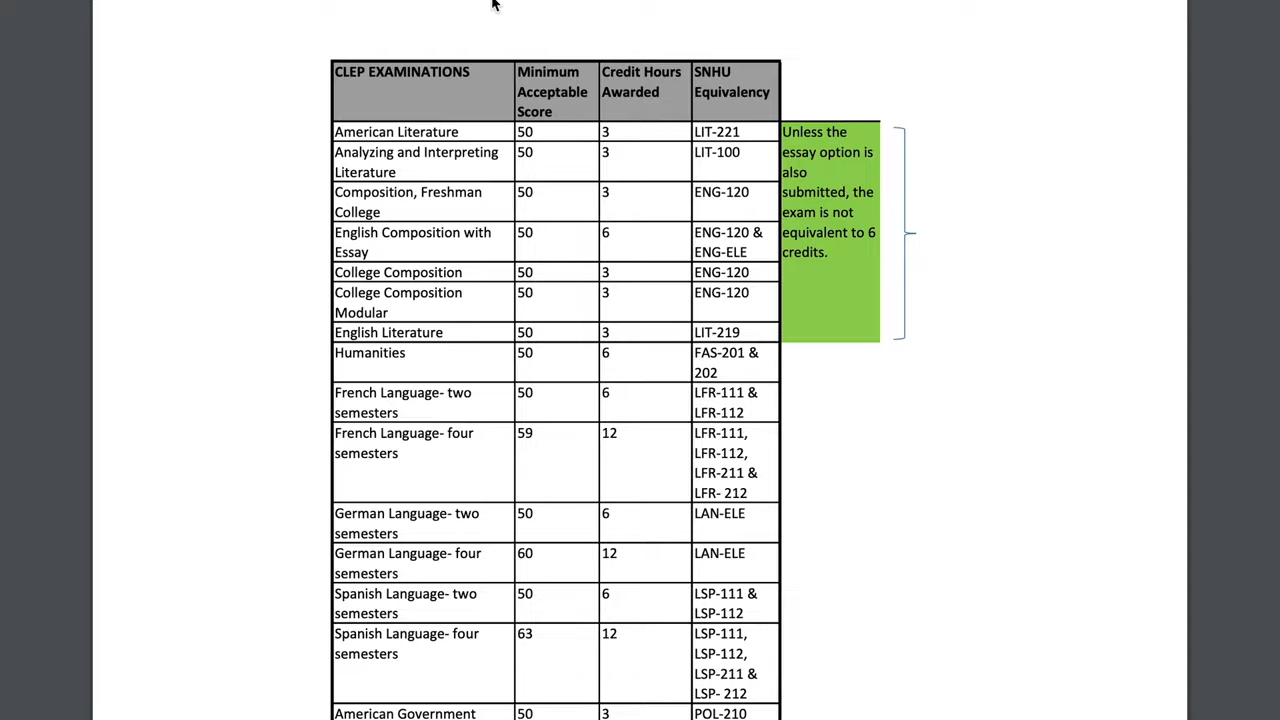 CLEP EXAMINATIONS Minimum Acceptable Score Credit Hours Awarded SNHU Equivalency
American Literature 50 3 LIT-221
Analyzing and Interpreting Literature 50 3 LIT-100
Composition, Freshman College 50 3 ENG-120
English Composition with Essay 50 6 ENG-120 & ENG-ELE
College Composition 50 3 ENG-120
College Composition Modular 50 3 ENG-120
English Literature 50 3 LIT-219
Unless the
essay option is
also
submitted, the
exam is not
equivalent to 6
credits.
Humanities 50 6 FAS-201 & 202
French Language- two semesters 50 6 LFR-111 & LFR-112
French Language- four semesters 59 12 LFR-111, LFR-112, LFR-211 & LFR- 212
German Language- two semesters 50 6 LAN-ELE
German Language- four semesters 60 12 LAN-ELE
Spanish Language- two semesters 50 6 LSP-111 & LSP-112
Spanish Language- four semesters 63 12 LSP-111, LSP-112, LSP-211 & LSP- 212
American Government 50 3 POL-210